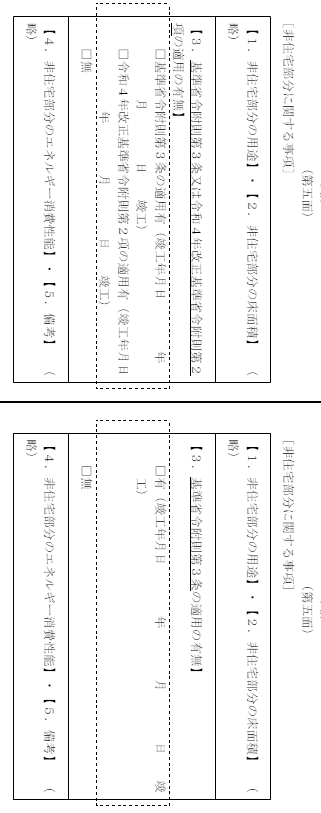 （第五面）
［非住宅部分に関する事項］
【１．非住宅部分の用途】・【２．非住宅部分の床面積】　（
略）
【３．基準省令附則第３条又は令和４年改正基準省令附則第２
項の適用の有無】
□基準省令附則第３条の適用有（竣工年月日　　　年
月　　日　竣工）
□令和４年改正基準省令附則第２項の適用有（竣工年月日
年　　月　　日　竣工）
□無
【４．非住宅部分のエネルギー消費性能】・【５．備考】　（
略）
（第五面）
［非住宅部分に関する事項］
【１．非住宅部分の用途】・【２．非住宅部分の床面積】　（
略）
【３．基準省令附則第３条の適用の有無】
□有（竣工年月日　　　年　　　月　　　日　　竣
工）
□無
【４．非住宅部分のエネルギー消費性能】・【５．備考】　（
略）